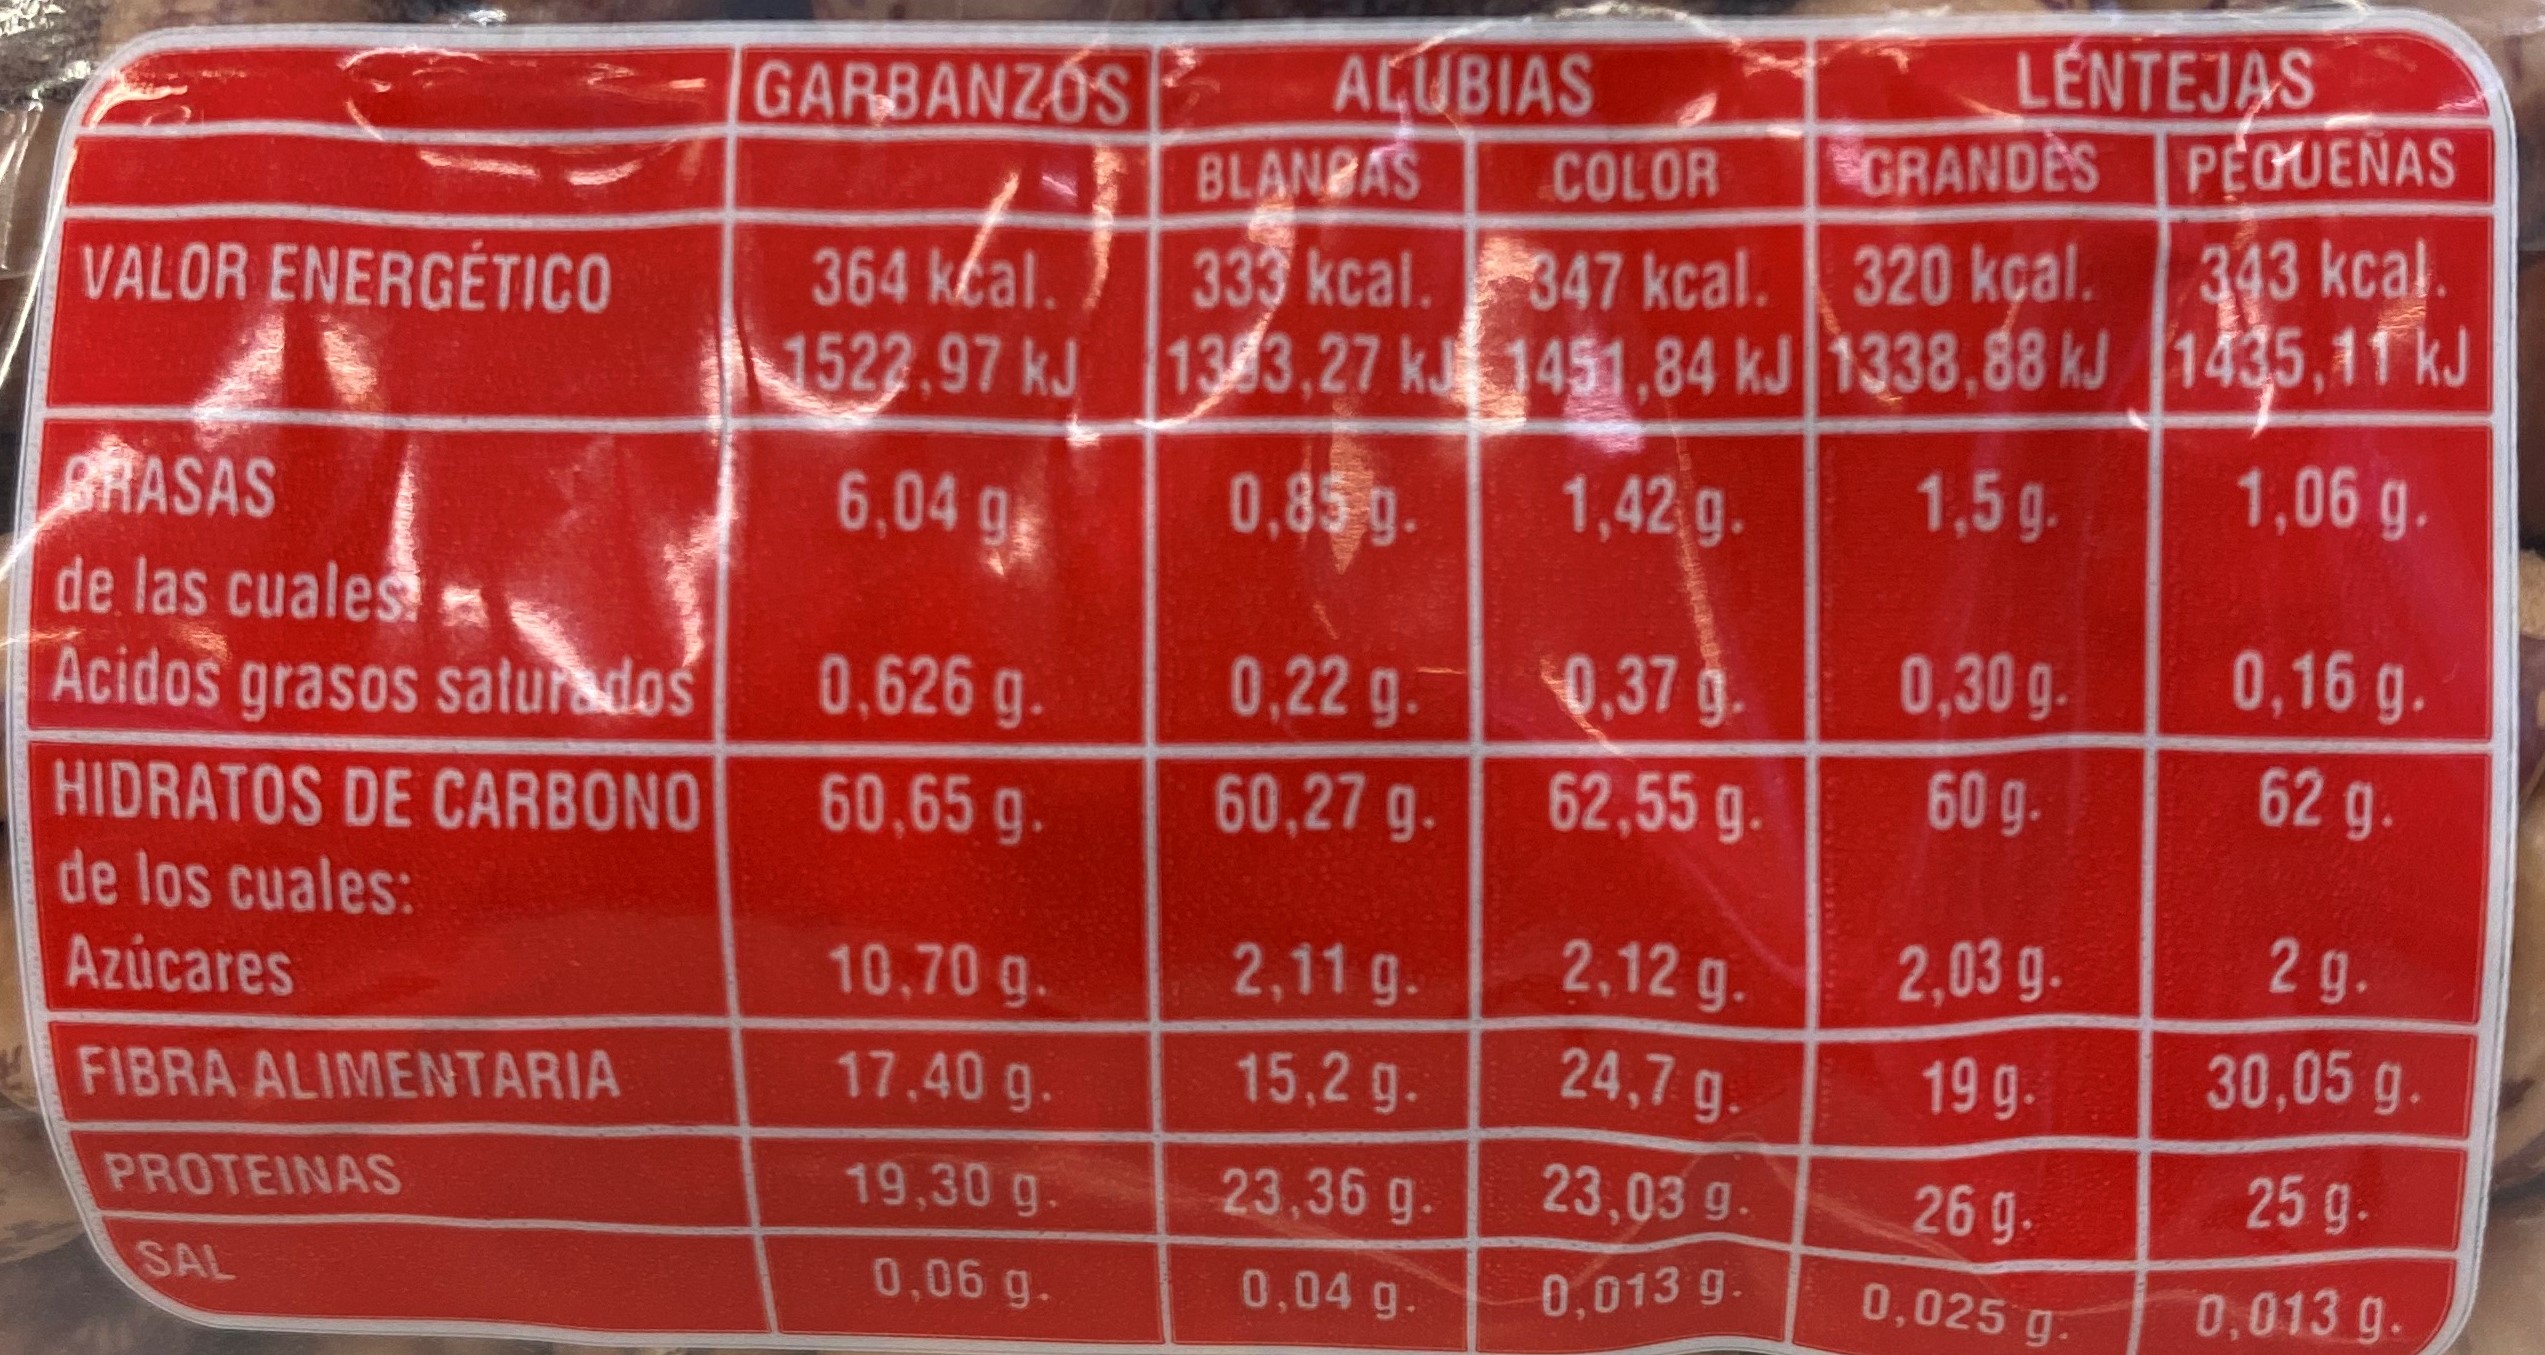 GARBANZOS ALUBIAS LENTEJAS
BLANCAS COLOR GRANDES PEQUEÑAS
VALOR ENERGÉTICO 364 kcal. 333 kcal. 347 kcal. 320 kcal. 343 kcal.
1522,97 kJ 1393,27 kJ 1451,84 kJ 1338,88 kJ 1435,11 kJ
GRASAS 6,04 g. 0,85 g. 1,42 g. 1,5 g. 1,06 g.
de las cuales:
Acidos grasos saturados 0,626 g. 0,22 g. 0,37 g. 0,30 g. 0,16 g.
HIDRATOS DE CARBONO 60,65 g. 60,27 g. 62,55 g. 60 g. 62 g.
de los cuales:
Azúcares 10,70 g. 2,11 g. 2,12 g. 2,03 g. 2 g.
FIBRA ALIMENTARIA 17,40 g. 15,2 g. 24,7 g. 19 g. 30,05 g.
PROTEINAS 19,30 g. 23,36 g. 23,03 g. 26 g. 25 g.
SAL 0,06 g. 0,04 g. 0,013 g. 0,025 g. 0,013 g.